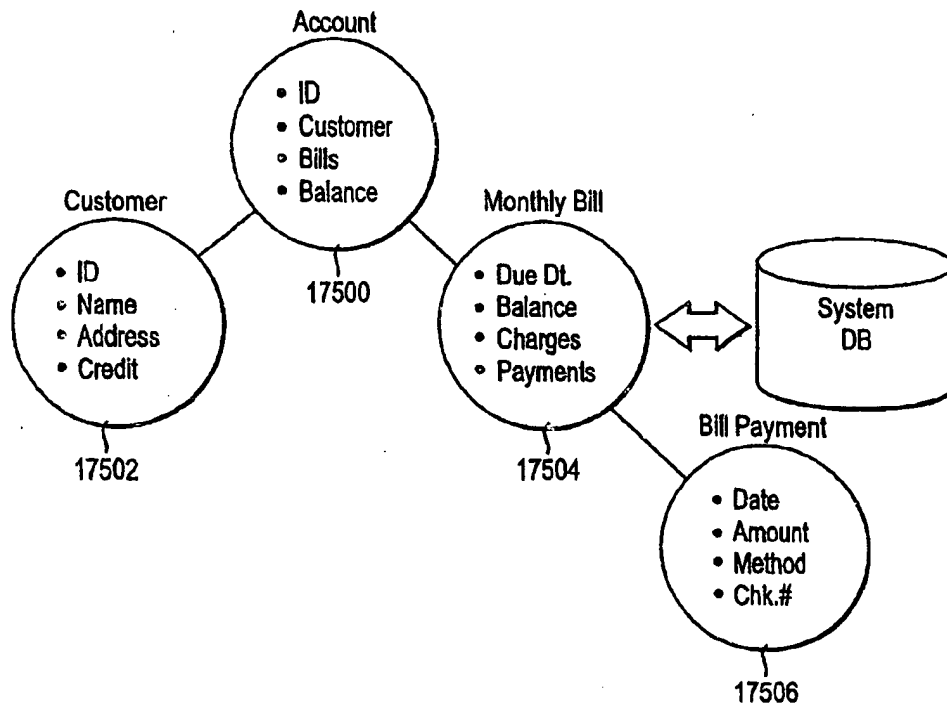 Account
• ID
• Customer
• Bills
• Balance
17500
Customer
• ID
• Name
• Address
• Credit
17502
Monthly Bill
• Due Dt.
• Balance
• Charges
• Payments
17504
System
DB
Bill Payment
• Date
• Amount
• Method
• Chk.#
17506